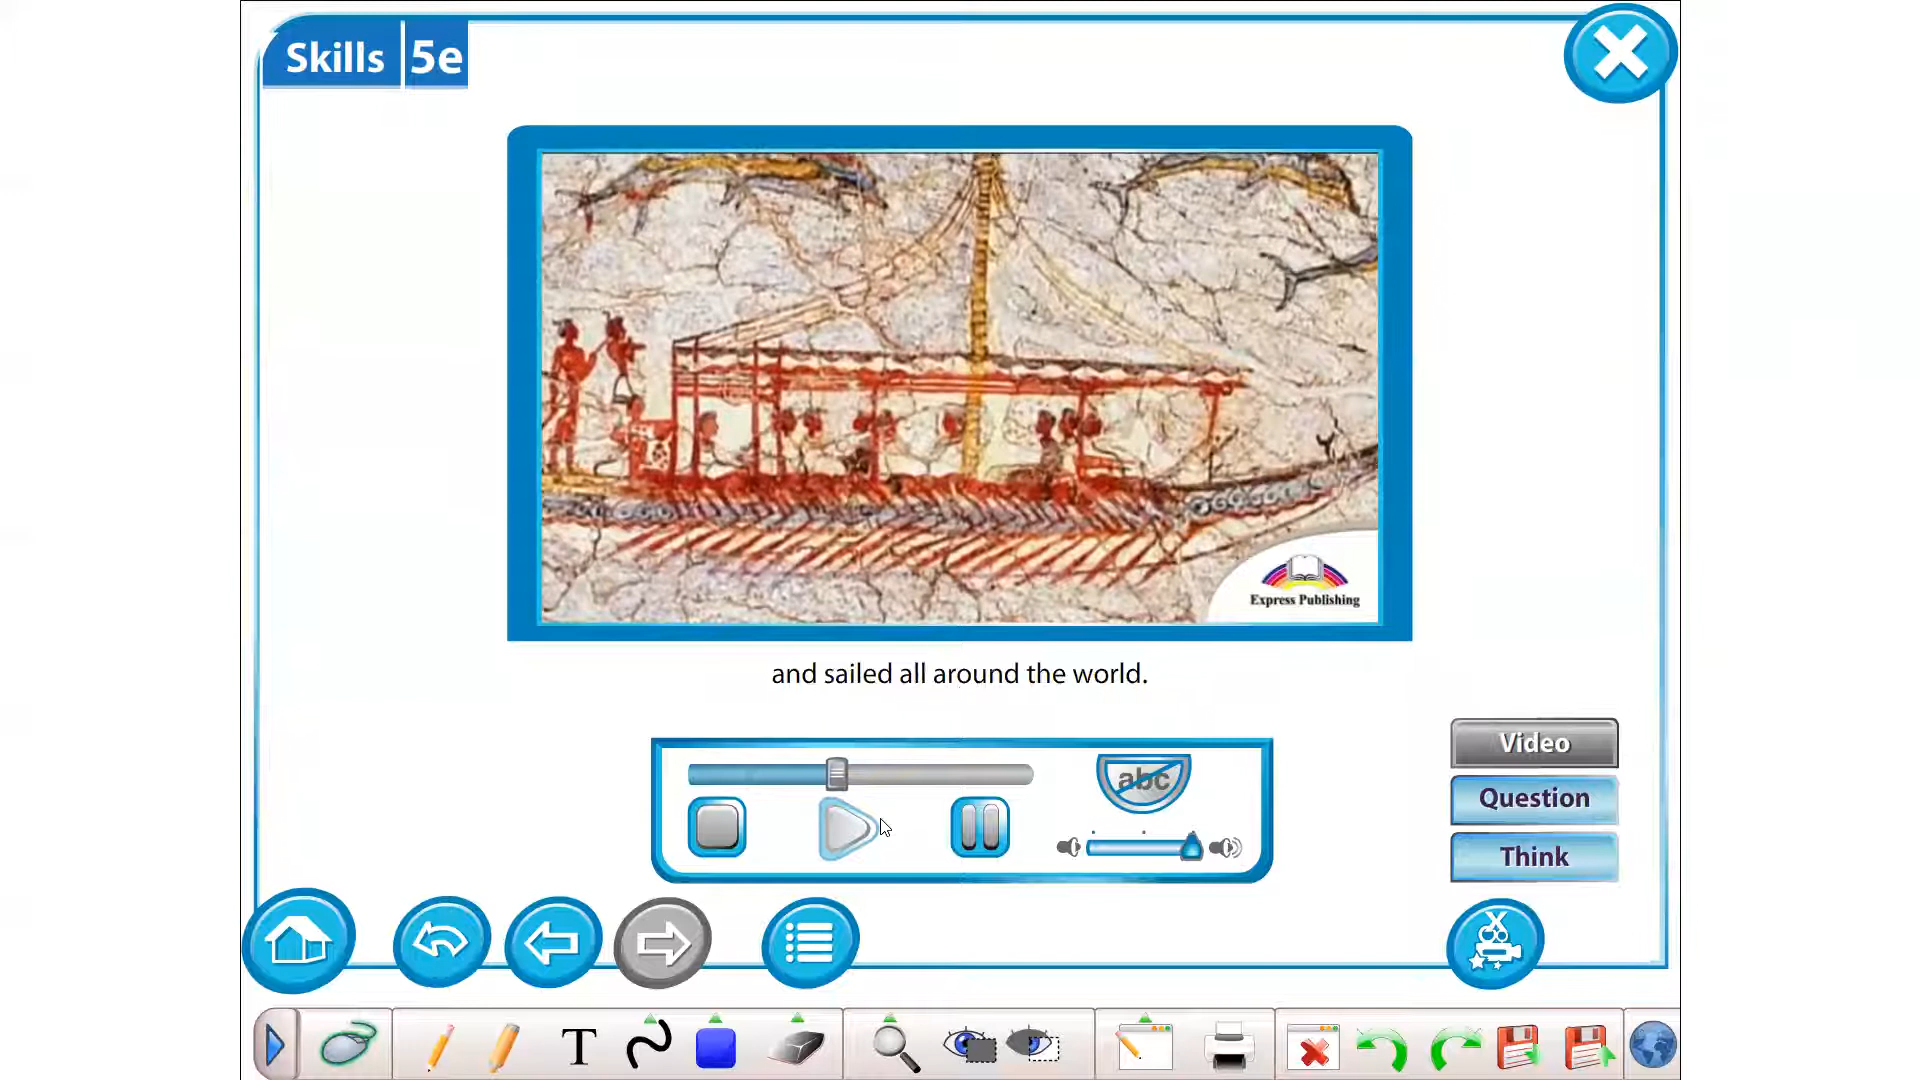 Skills 5e
Express Publishing
and sailed all around the world.
abc
Video
Question
Think
T